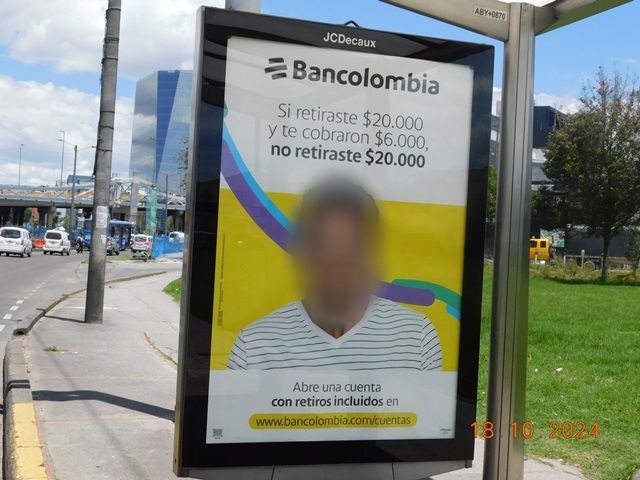 ABY+0870
JCDecaux
Bancolombia
Si retiraste $20.000
y te cobraron $6.000,
no retiraste $20.000
Abre una cuenta
con retiros incluidos en
www.bancolombia.com/cuentas
18 10 2024